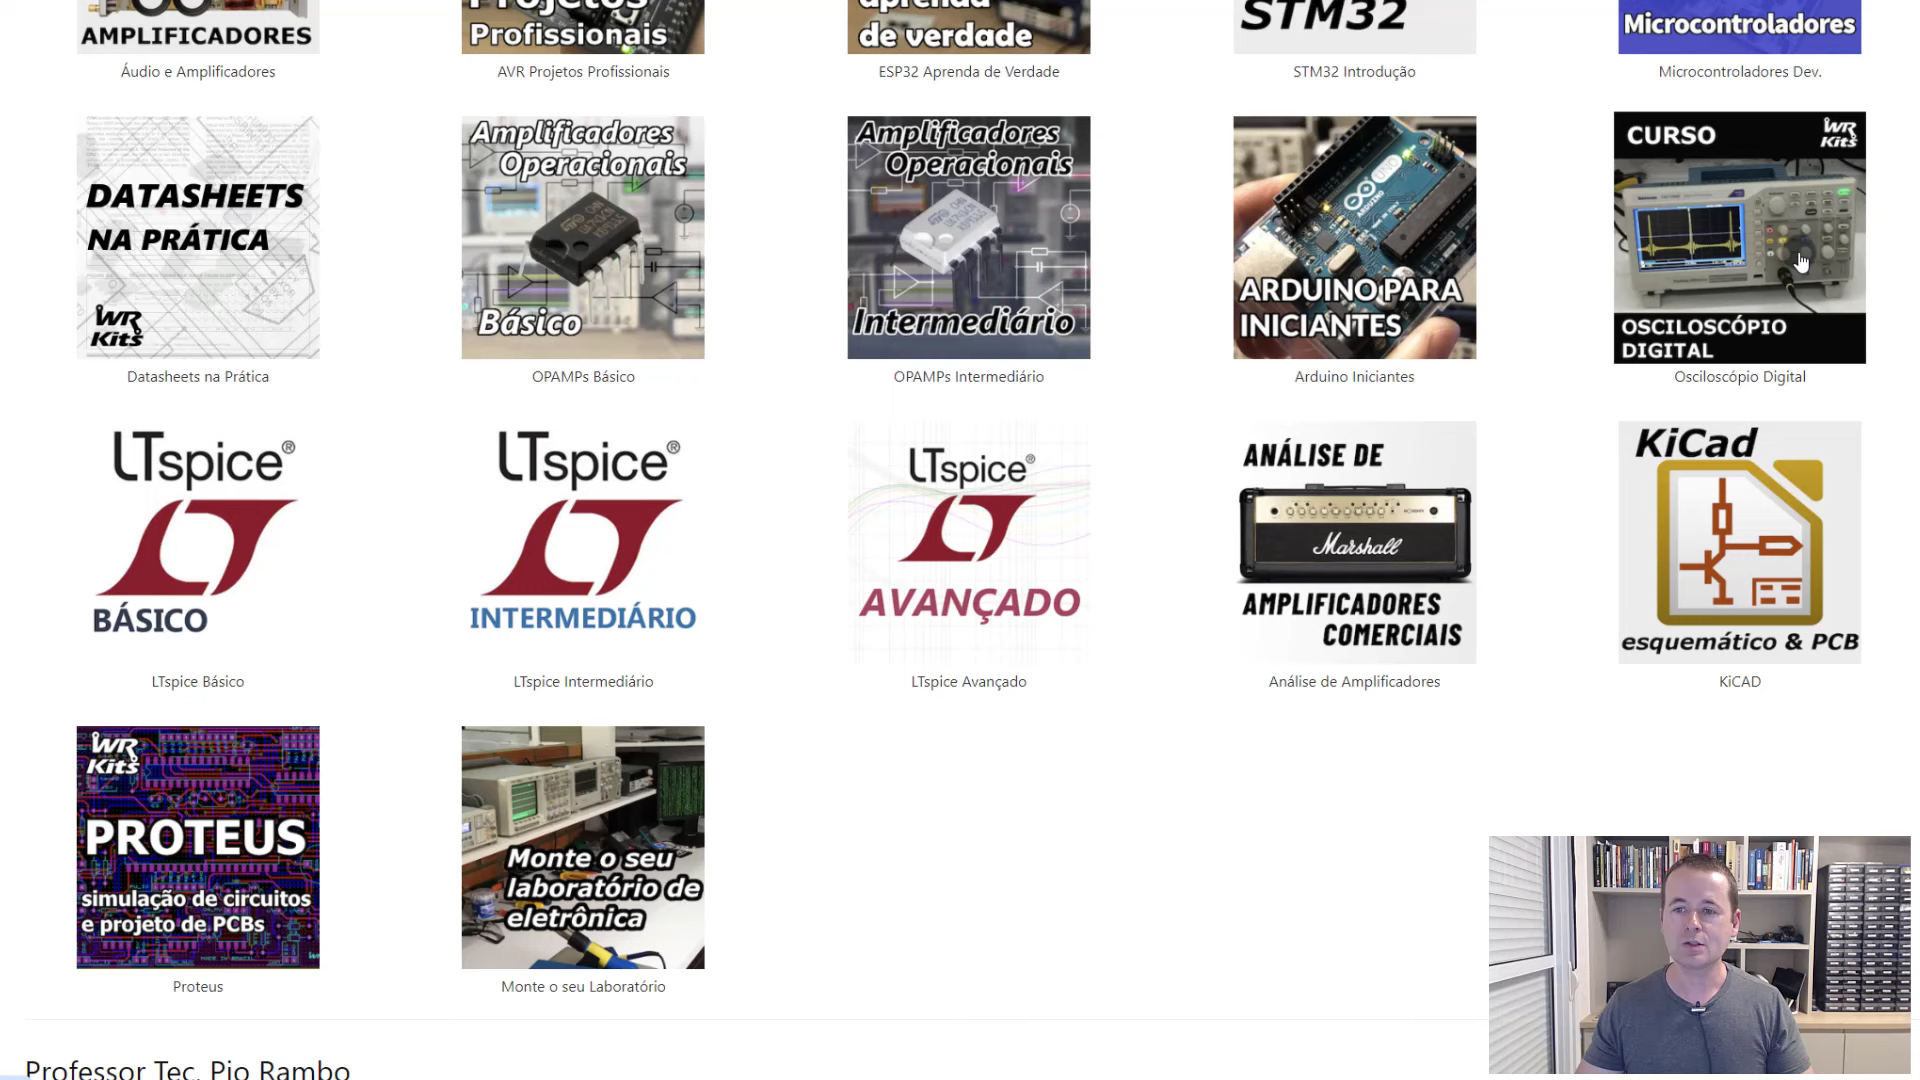 AMPLIFICADORES
Projetos
Profissionais
aprenda
de verdade
STM32
Microcontroladores
Áudio e Amplificadores
AVR Projetos Profissionais
ESP32 Aprenda de Verdade
STM32 Introdução
Microcontroladores Dev.
DATASHEETS
NA PRÁTICA
WR
Kits
Amplificadores
Operacionais
Básico
Amplificadores
Operacionais
Intermediário
UNO
ARDUINO
ARDUINO PARA
INICIANTES
CURSO
WR
Kits
OSCILOSCÓPIO
DIGITAL
Datasheets na Prática
OPAMPs Básico
OPAMPs Intermediário
Arduino Iniciantes
Osciloscópio Digital
LTspice®
BÁSICO
LTspice®
INTERMEDIÁRIO
LTspice®
AVANÇADO
ANÁLISE DE
Marshall
AMPLIFICADORES
COMERCIAIS
KiCad
esquemático & PCB
LTspice Básico
LTspice Intermediário
LTspice Avançado
Análise de Amplificadores
KiCAD
WR
Kits
PROTEUS
simulação de circuitos
e projeto de PCBs
Monte o seu
laboratório de
eletrônica
Proteus
Monte o seu Laboratório
Professor Tec. Pio Rambo